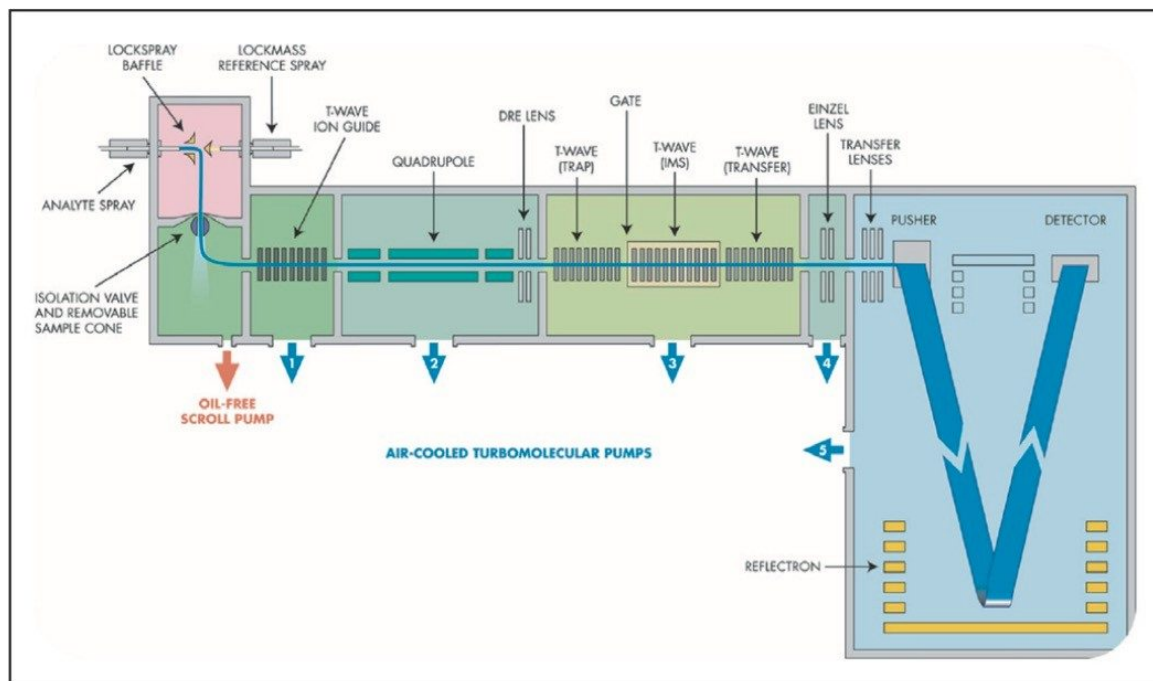 LOCKSPRAY
BAFFLE
LOCKMASS
REFERENCE SPRAY
T-WAVE
ION GUIDE
QUADRUPOLE
DRE LENS
GATE
T-WAVE
(TRAP)
T-WAVE
(IMS)
T-WAVE
(TRANSFER)
EINZEL
LENS
TRANSFER
LENSES
PUSHER
DETECTOR
ANALYTE SPRAY
ISOLATION VALVE
AND REMOVABLE
SAMPLE CONE
1
2
3
4
OIL-FREE
SCROLL PUMP
AIR-COOLED TURBOMOLECULAR PUMPS
5
REFLECTRON